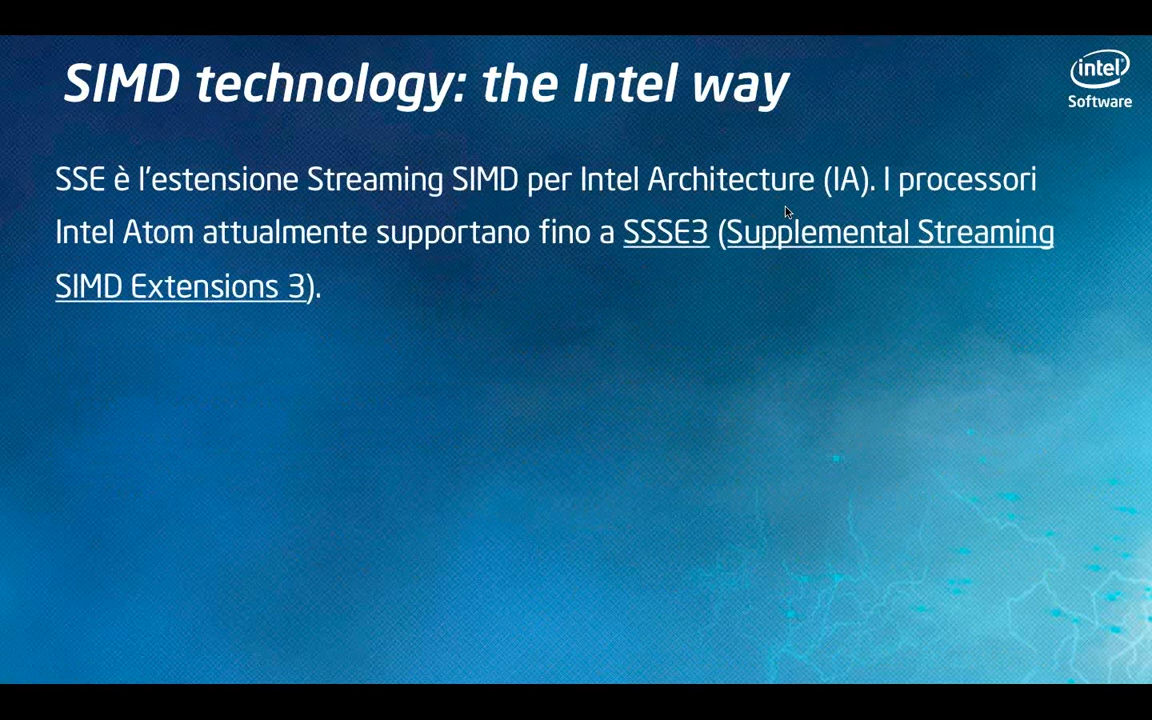 SIMD technology: the Intel way
intel
Software
SSE è l'estensione Streaming SIMD per Intel Architecture (IA). I processori
Intel Atom attualmente supportano fino a SSSE3 (Supplemental Streaming
SIMD Extensions 3).